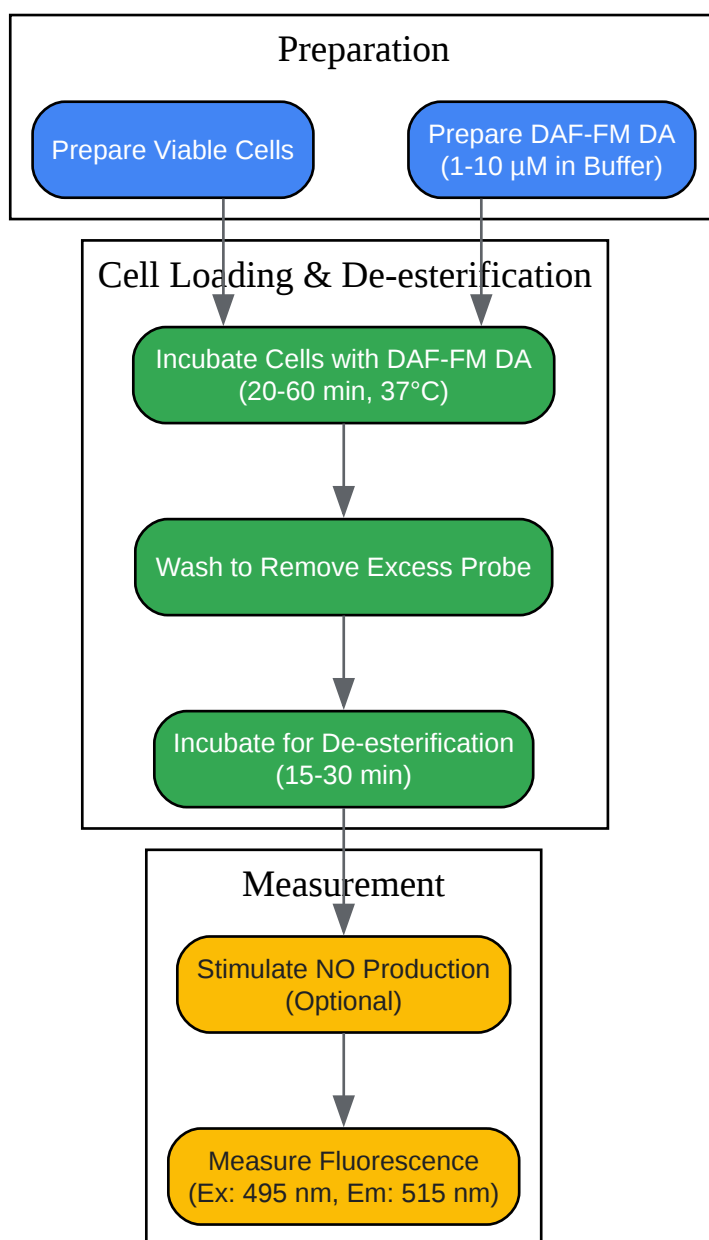 Preparation
Prepare Viable Cells
Prepare DAF-FM DA
(1-10 µM in Buffer)
Cell Loading & De-esterification
Incubate Cells with DAF-FM DA
(20-60 min, 37°C)
Wash to Remove Excess Probe
Incubate for De-esterification
(15-30 min)
Measurement
Stimulate NO Production
(Optional)
Measure Fluorescence
(Ex: 495 nm, Em: 515 nm)